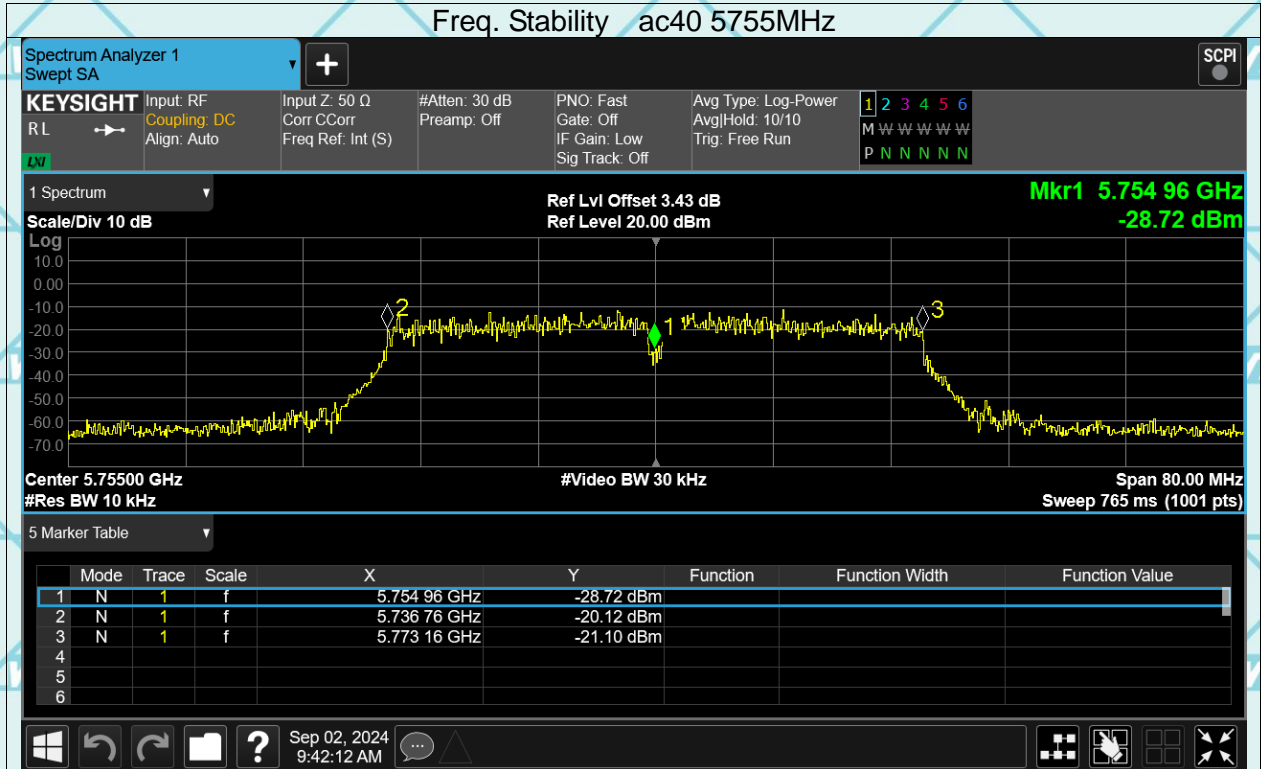 Freq. Stability ac40 5755MHz
Spectrum Analyzer 1
Swept SA
SCPI
KEYSIGHT
R L
LXI
Input: RF
Coupling: DC
Align: Auto
Input Z: 50 Ω
Corr CCorr
Freq Ref: Int (S)
#Atten: 30 dB
Preamp: Off
PNO: Fast
Gate: Off
IF Gain: Low
Sig Track: Off
Avg Type: Log-Power
Avg|Hold: 10/10
Trig: Free Run
1 2 3 4 5 6
M W W W W W
P N N N N N
1 Spectrum
Scale/Div 10 dB
Ref Lvl Offset 3.43 dB
Ref Level 20.00 dBm
Mkr1 5.754 96 GHz
-28.72 dBm
Log
10.0
0.00
-10.0
-20.0
-30.0
-40.0
-50.0
-60.0
-70.0
2
1
3
Center 5.75500 GHz
#Res BW 10 kHz
#Video BW 30 kHz
Span 80.00 MHz
Sweep 765 ms (1001 pts)
5 Marker Table
Mode Trace Scale X Y Function Function Width Function Value
1 N 1 f 5.754 96 GHz -28.72 dBm
2 N 1 f 5.736 76 GHz -20.12 dBm
3 N 1 f 5.773 16 GHz -21.10 dBm
4
5
6
?
Sep 02, 2024
9:42:12 AM